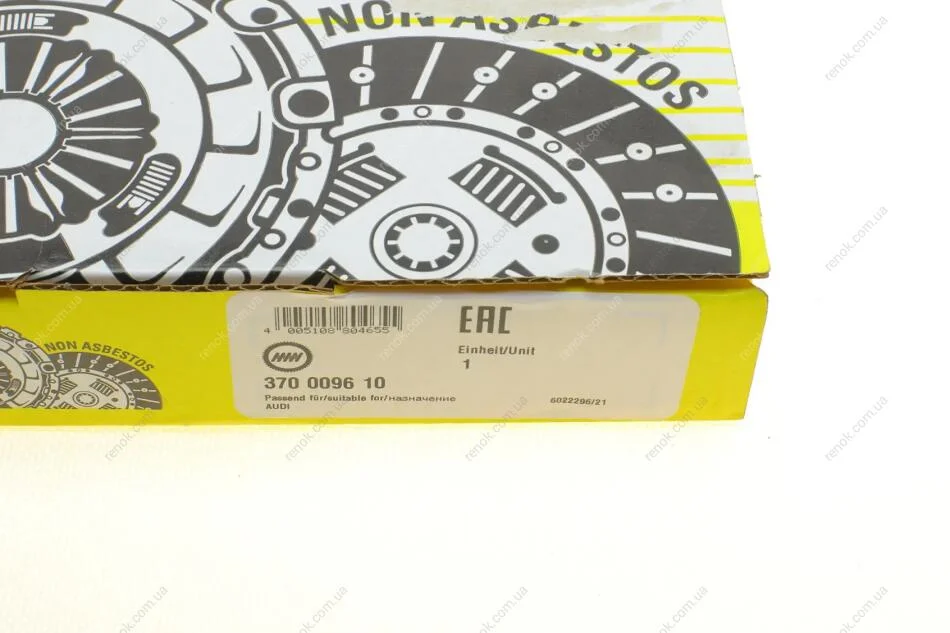 NON ASBESTOS
4 005108 804655
EAC
HW
Einheit/Unit
1
370 0096 10
Passend für/suitable for/назначение
AUDI
6022296/21
NON ASBESTOS
renok.com.ua